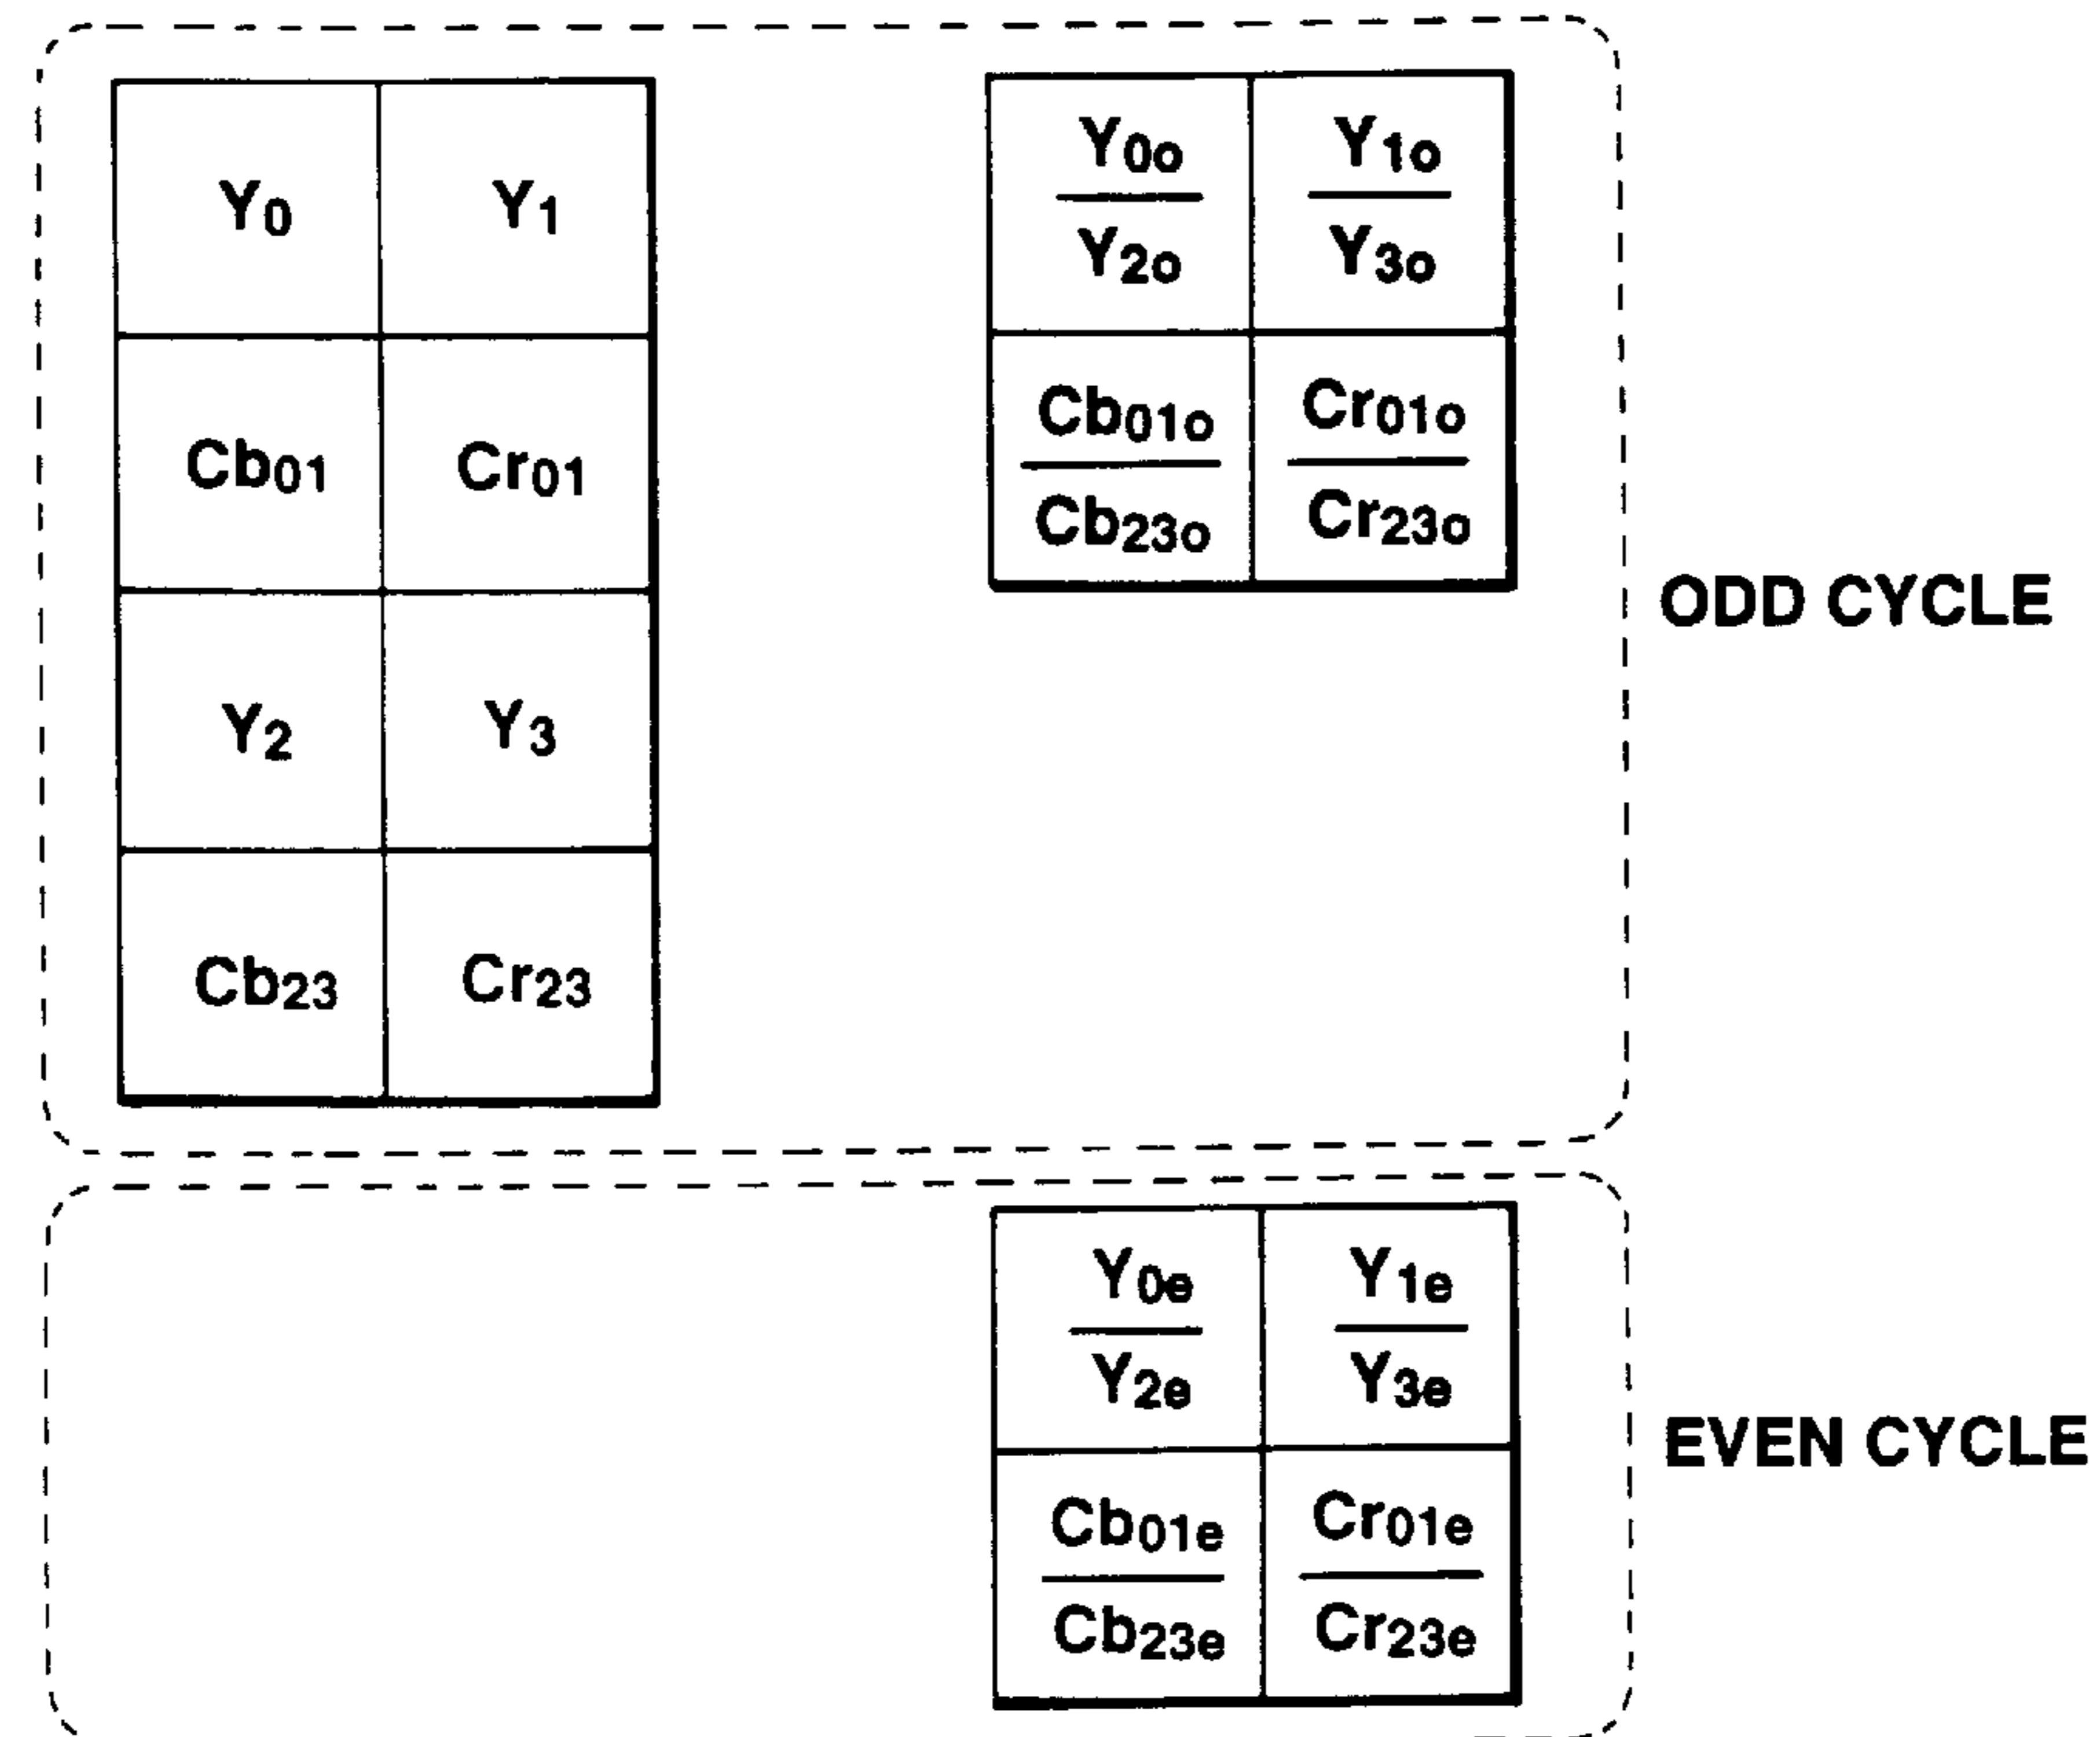 Y0 Y1
Cb01 Cr01
Y2 Y3
Cb23 Cr23
Y0o Y1o
Y2o Y3o
Cb01o Cr01o
Cb23o Cr23o
ODD CYCLE
Y0e Y1e
Y2e Y3e
Cb01e Cr01e
Cb23e Cr23e
EVEN CYCLE